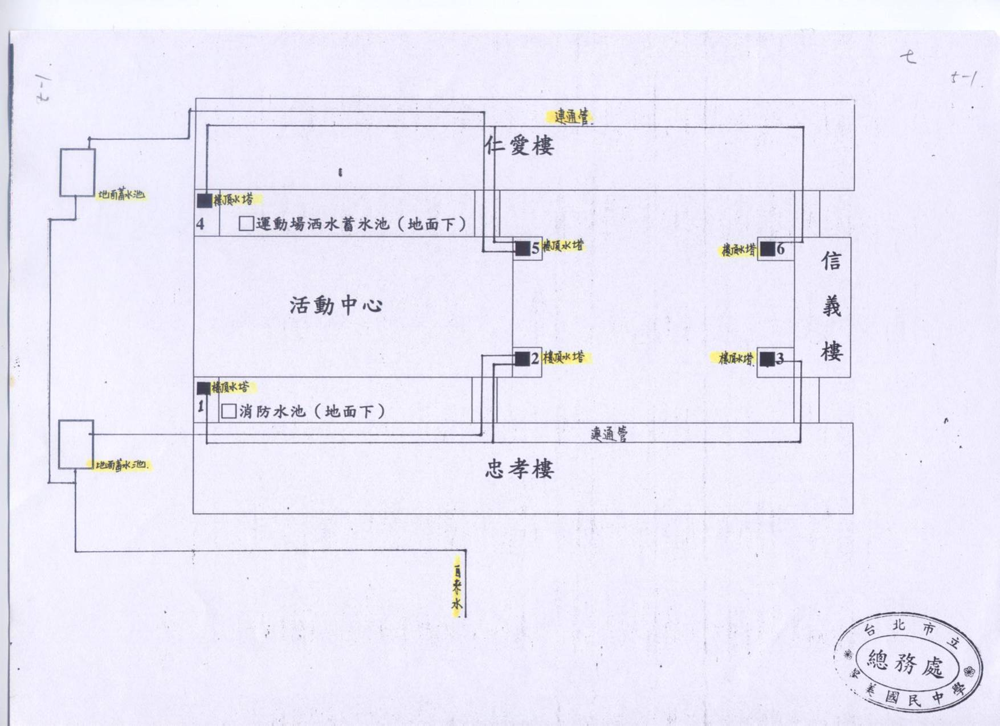 七
t-1
t-1.
連通管.
仁愛樓
地面蓄水池
樓頂水塔
4
運動場洒水蓄水池（地面下）
5
樓頂水塔
樓頂水塔
6
信義樓
活動中心
2
樓頂水塔
樓頂水塔.
3
樓頂水塔
1
消防水池（地面下）
連通管
地面蓄水池.
忠孝樓
自來水
台北市立
總務處
美國民中學